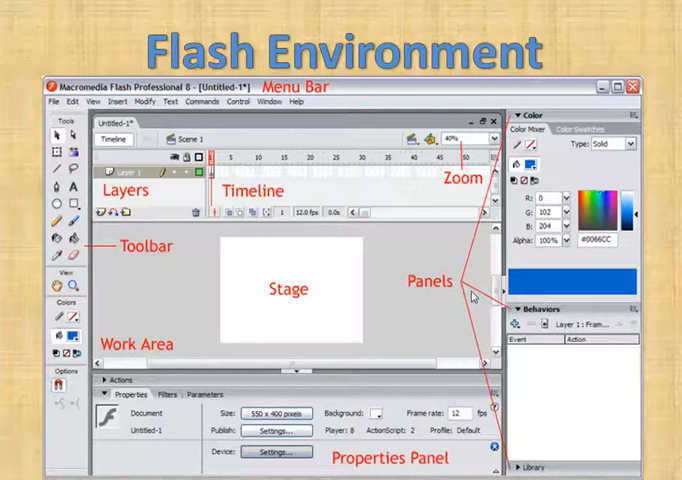 Flash Environment
Macromedia Flash Professional 8 - [Untitled-1*]
Menu Bar
File Edit View Insert Modify Text Commands Control Window Help
Tools
Untitled-1*
Timeline
Scene 1
40%
Zoom
1 5 10 15 20 25 30 35 40 45 50
Layer 1
Layers
Timeline
1 12.0 fps 0.0s
Toolbar
View
Colors
Options
Stage
Work Area
Panels
Color
Color Mixer Color Swatches
Type: Solid
R: 0
G: 102
B: 204
Alpha: 100% #0066CC
Behaviors
Layer 1: Fram...
Event Action
Library
Actions
Properties Filters Parameters
Document
Untitled-1
Size: 550 x 400 pixels Background: Frame rate: 12 fps
Publish: Settings... Player: 8 ActionScript: 2 Profile: Default
Device: Settings...
Properties Panel